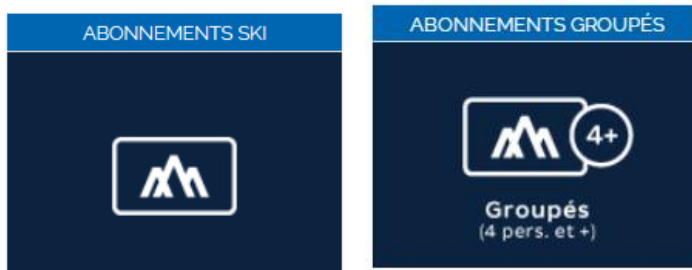 ABONNEMENTS SKI
ABONNEMENTS GROUPÉS
4+
Groupés
(4 pers. et +)